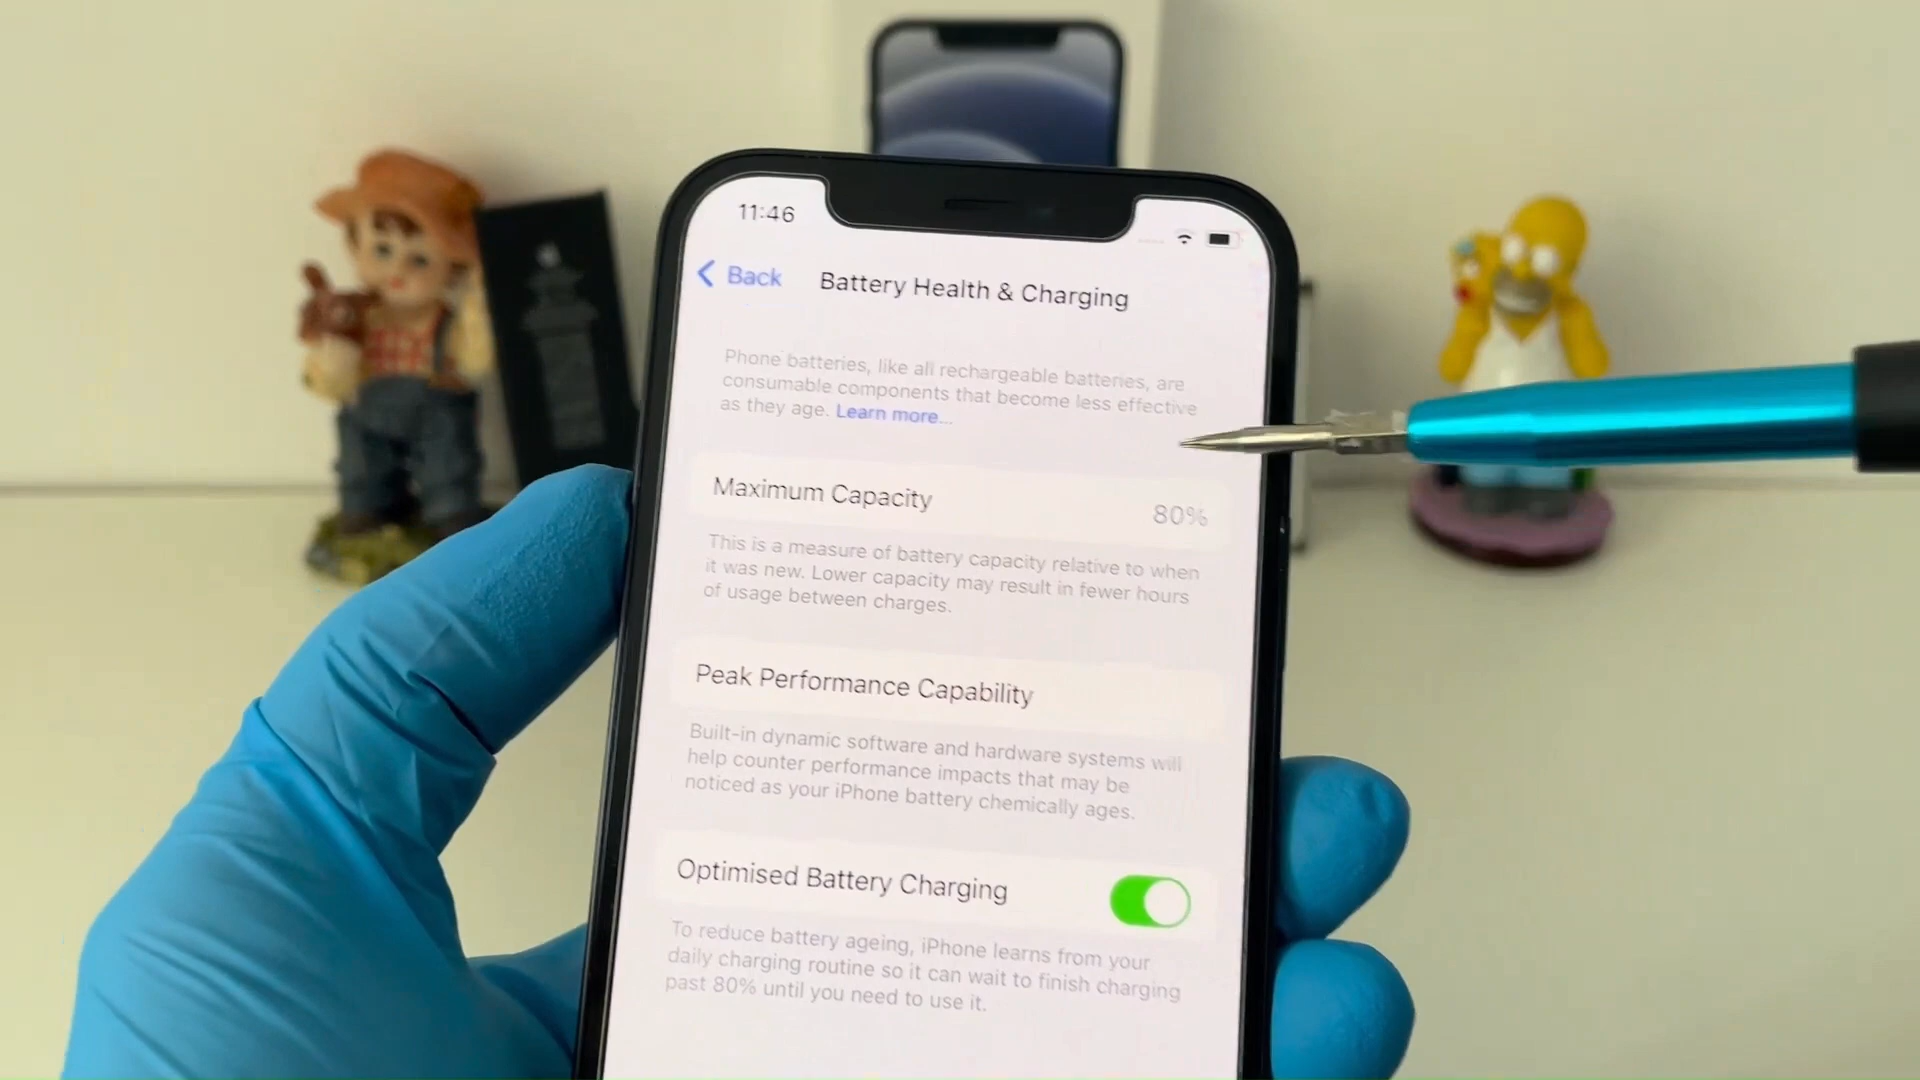 11:46
Back
Battery Health & Charging
Phone batteries, like all rechargeable batteries, are
consumable components that become less effective
as they age. Learn more...
Maximum Capacity
80%
This is a measure of battery capacity relative to when
it was new. Lower capacity may result in fewer hours
of usage between charges.
Peak Performance Capability
Built-in dynamic software and hardware systems will
help counter performance impacts that may be
noticed as your iPhone battery chemically ages.
Optimised Battery Charging
To reduce battery ageing, iPhone learns from your
daily charging routine so it can wait to finish charging
past 80% until you need to use it.